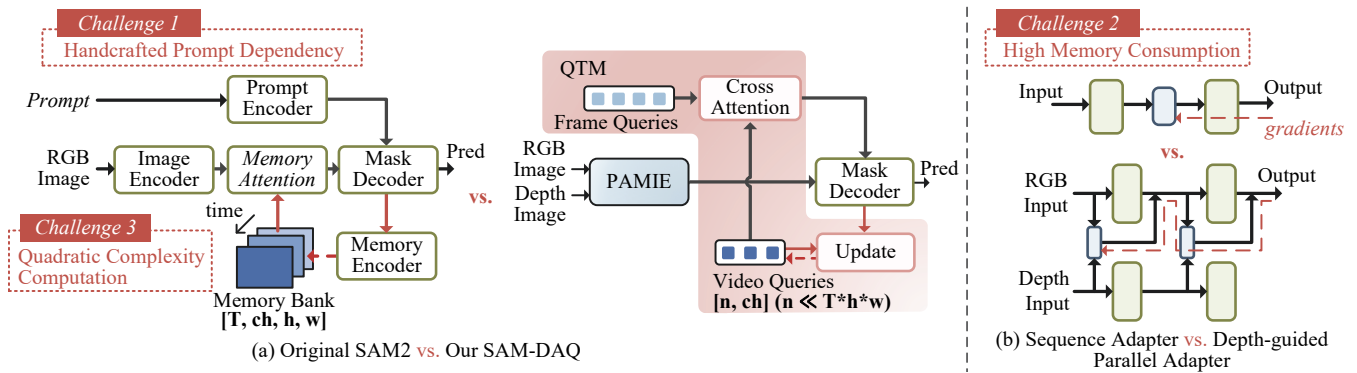 Challenge 1
Handcrafted Prompt Dependency
Prompt
Prompt
Encoder
RGB
Image
Image
Encoder
Memory
Attention
Mask
Decoder
Pred
time
Challenge 3
Quadratic Complexity
Computation
Memory
Encoder
Memory Bank
[T, ch, h, w]
vs.
QTM
Frame Queries
Cross
Attention
RGB
Image
Depth
Image
PAMIE
Mask
Decoder
Pred
Update
Video Queries
[n, ch] (n ≪ T*h*w)
(a) Original SAM2 vs. Our SAM-DAQ
Challenge 2
High Memory Consumption
Input
Output
gradients
vs.
RGB
Input
Output
Depth
Input
(b) Sequence Adapter vs. Depth-guided
Parallel Adapter